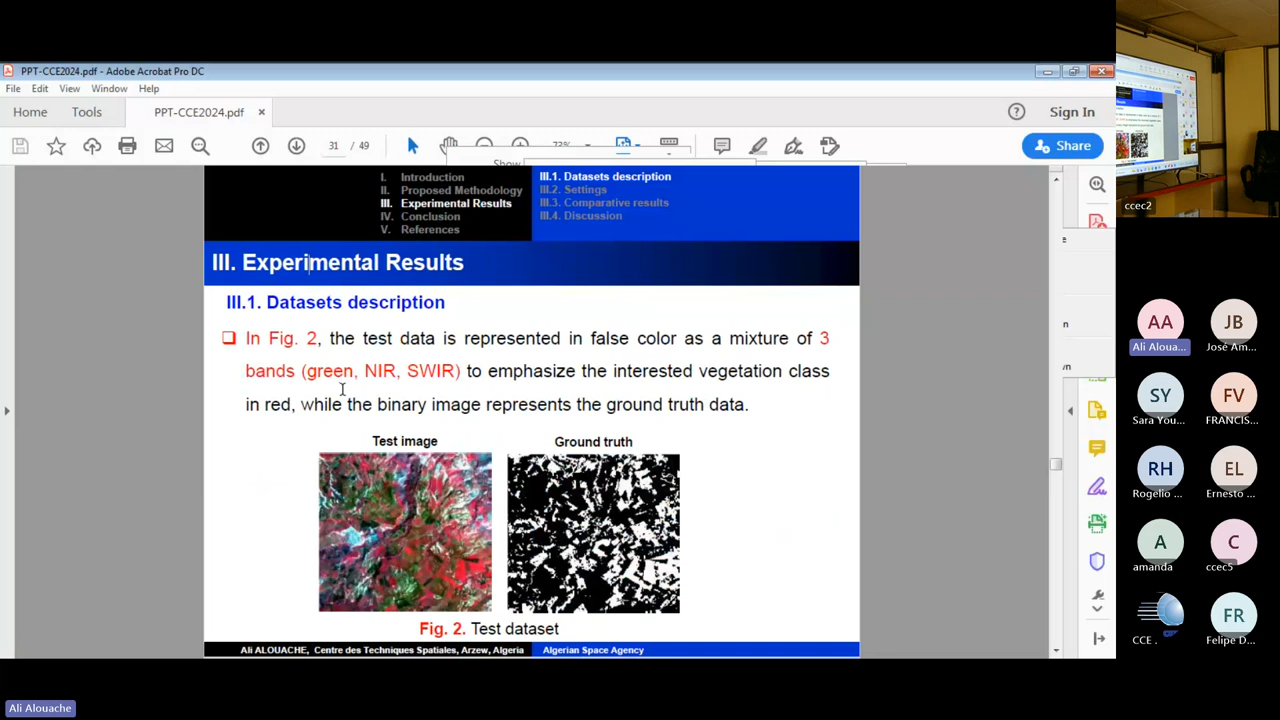 PPT-CCE2024.pdf - Adobe Acrobat Pro DC
File Edit View Window Help
Home Tools PPT-CCE2024.pdf × Sign In
31 / 49 Share
I. Introduction
II. Proposed Methodology
III. Experimental Results
IV. Conclusion
V. References
III.1. Datasets description
III.2. Settings
III.3. Comparative results
III.4. Discussion
III. Experimental Results
III.1. Datasets description
In Fig. 2, the test data is represented in false color as a mixture of 3
bands (green, NIR, SWIR) to emphasize the interested vegetation class
in red, while the binary image represents the ground truth data.
Test image Ground truth
Fig. 2. Test dataset
Ali ALOUACHE, Centre des Techniques Spatiales, Arzew, Algeria Algerian Space Agency
Ali Alouache
ccec2
AA JB
Ali Aloua... José Am...
SY FV
Sara You... FRANCIS...
RH EL
Rogelio ... Ernesto ...
A C
amanda ccec5
FR
CCE . Felipe D...